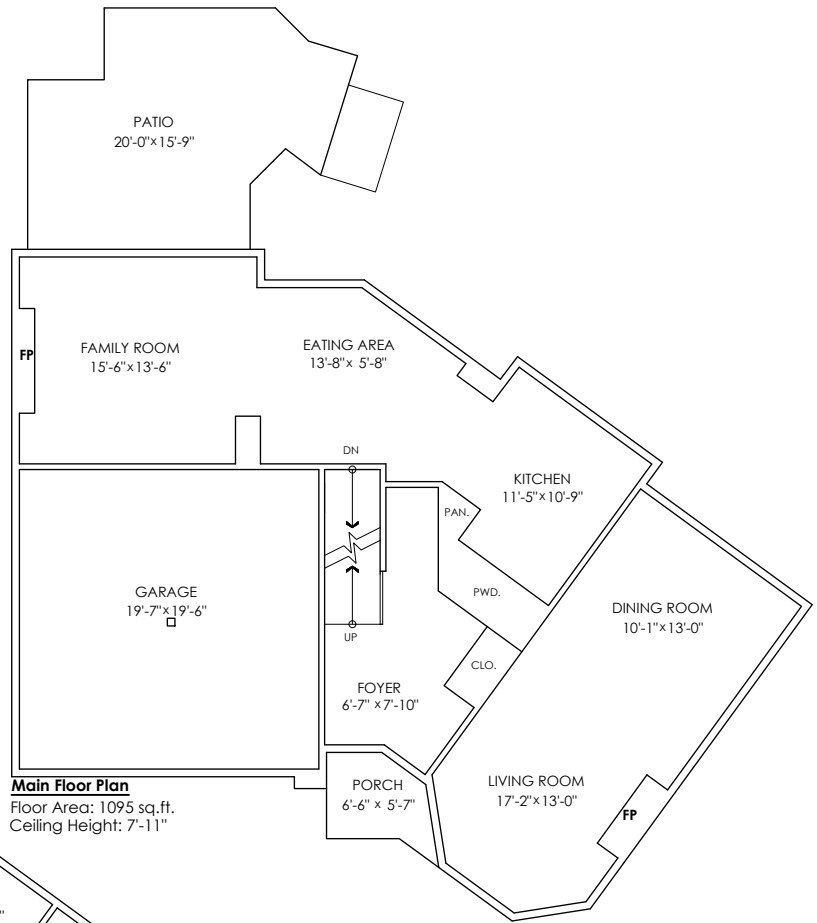 PATIO
20'-0"x15'-9"
FP
FAMILY ROOM
15'-6"x13'-6"
EATING AREA
13'-8"x 5'-8"
DN
KITCHEN
11'-5"x10'-9"
PAN.
GARAGE
19'-7"x19'-6"
PWD.
DINING ROOM
10'-1"x13'-0"
UP
CLO.
FOYER
6'-7" x7'-10"
PORCH
6'-6" x 5'-7"
LIVING ROOM
17'-2"x13'-0"
FP
Main Floor Plan
Floor Area: 1095 sq.ft.
Ceiling Height: 7'-11"